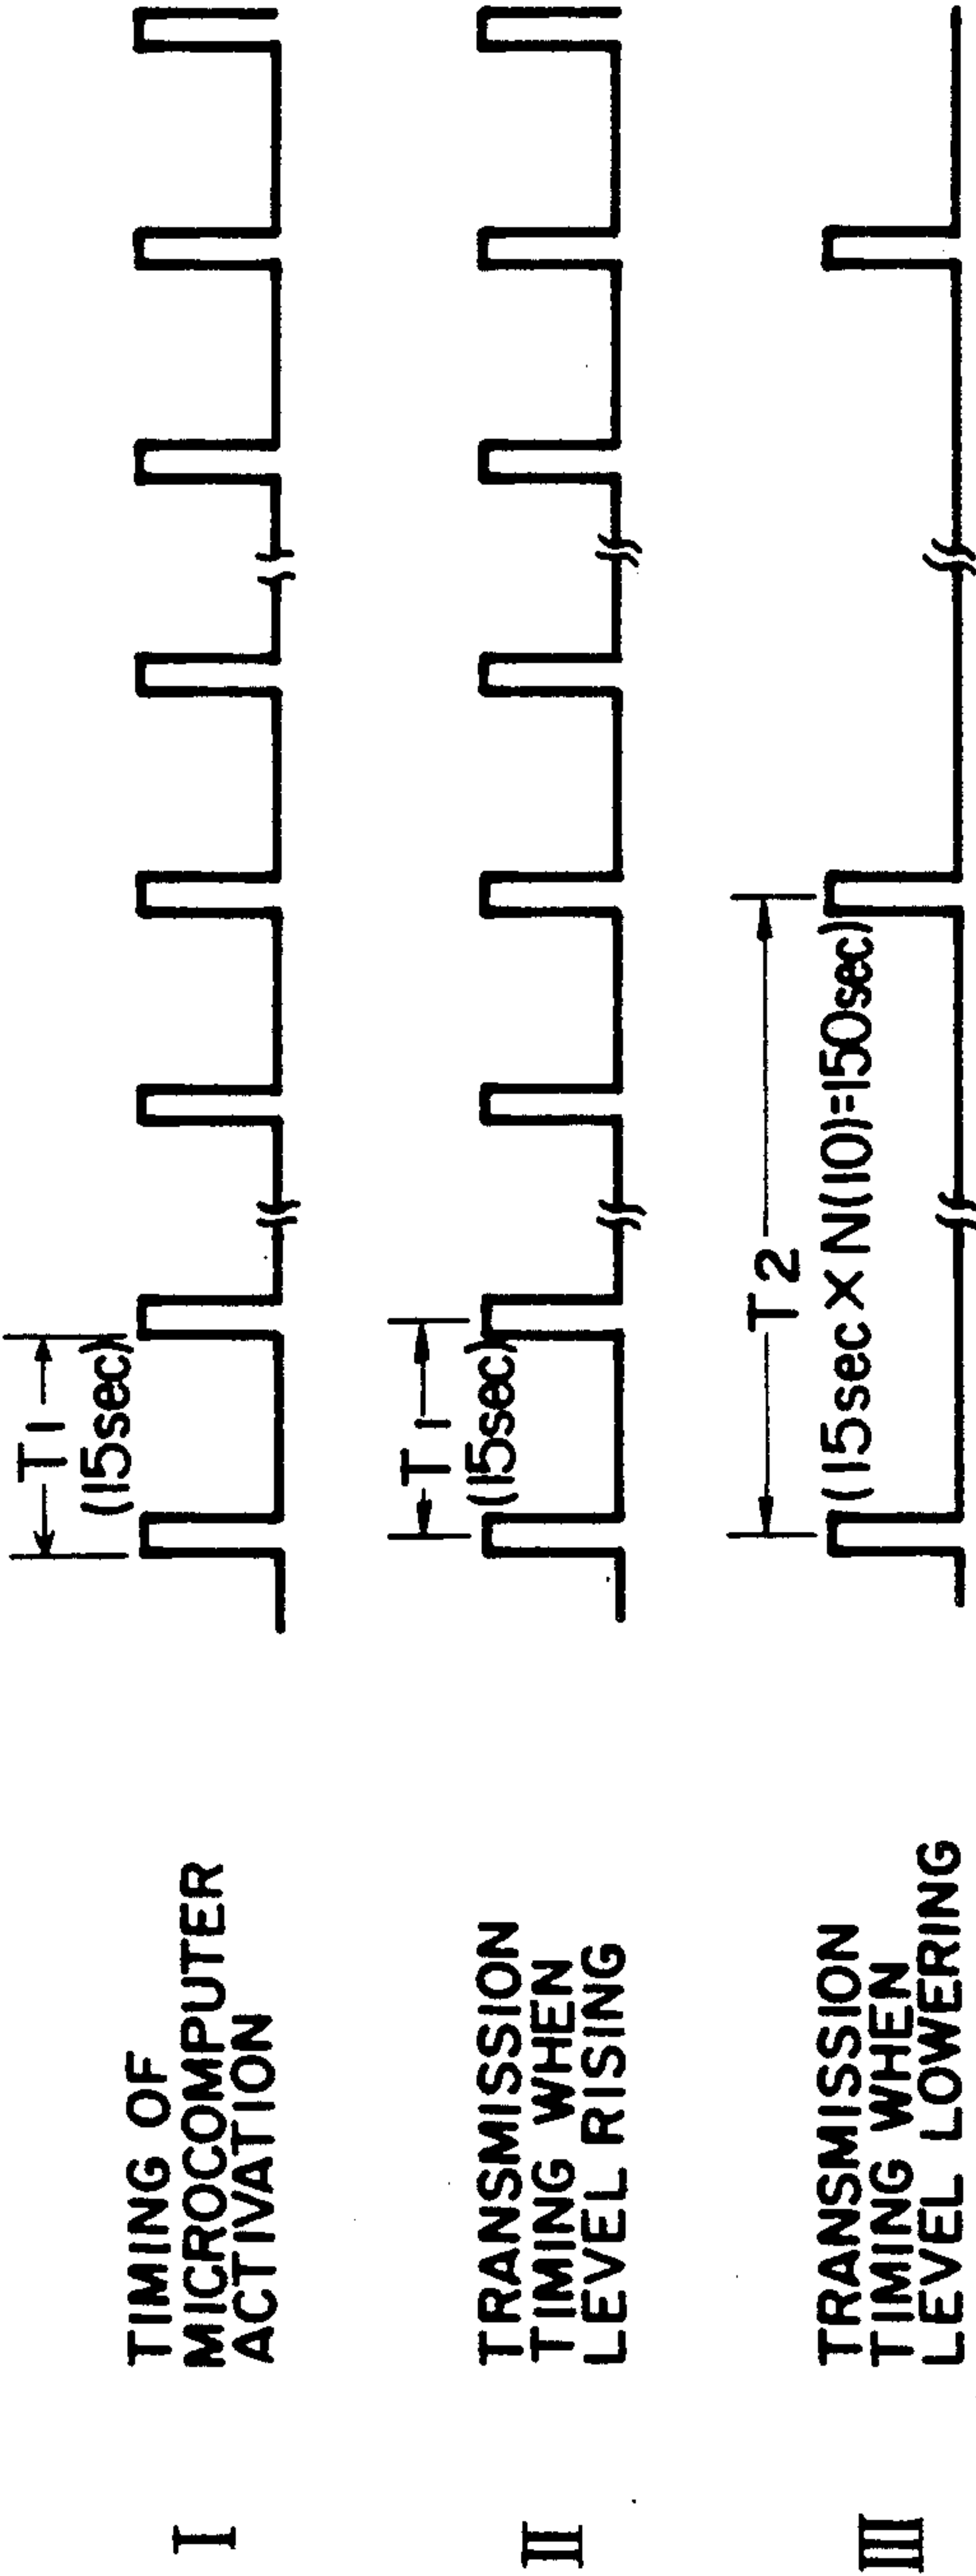 I
TIMING OF
MICROCOMPUTER
ACTIVATION
T1
(15sec)
II
TRANSMISSION
TIMING WHEN
LEVEL RISING
T1
(15sec)
III
TRANSMISSION
TIMING WHEN
LEVEL LOWERING
T2
(15sec×N(10)=150sec)